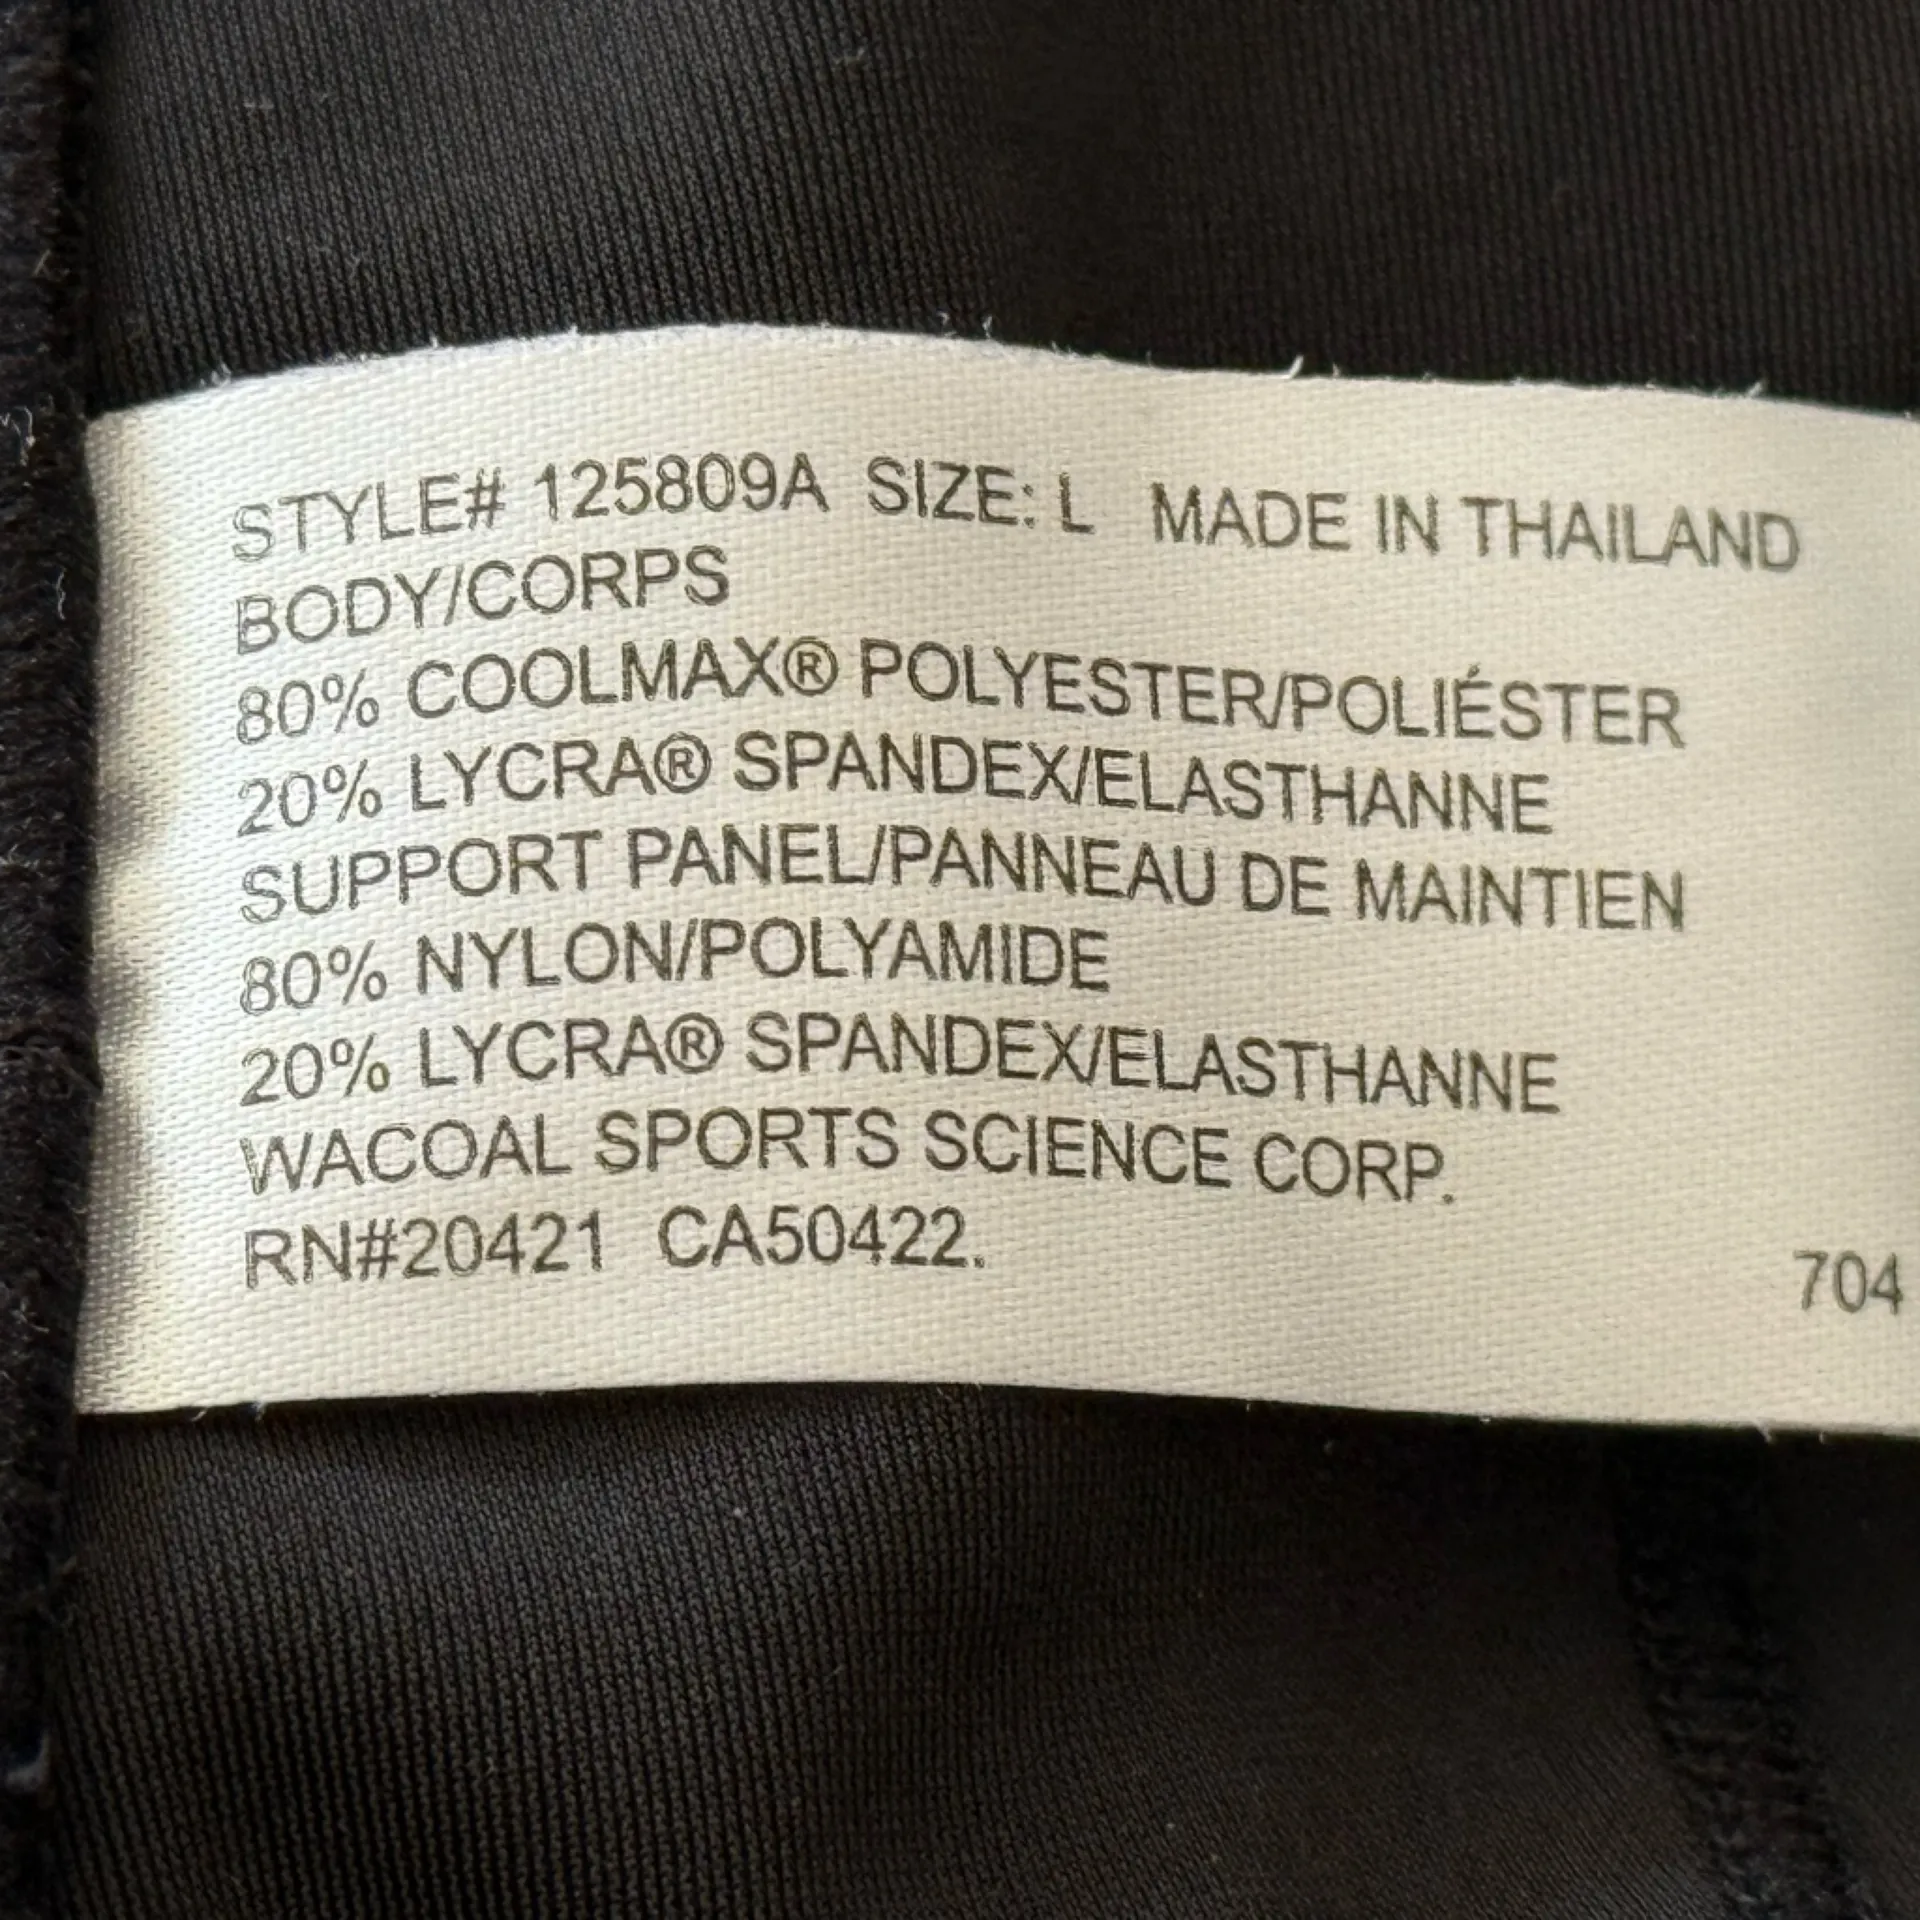 STYLE# 125809A SIZE: L MADE IN THAILAND
BODY/CORPS
80% COOLMAX® POLYESTER/POLIÉSTER
20% LYCRA® SPANDEX/ELASTHANNE
SUPPORT PANEL/PANNEAU DE MAINTIEN
80% NYLON/POLYAMIDE
20% LYCRA® SPANDEX/ELASTHANNE
WACOAL SPORTS SCIENCE CORP.
RN#20421 CA50422.
704